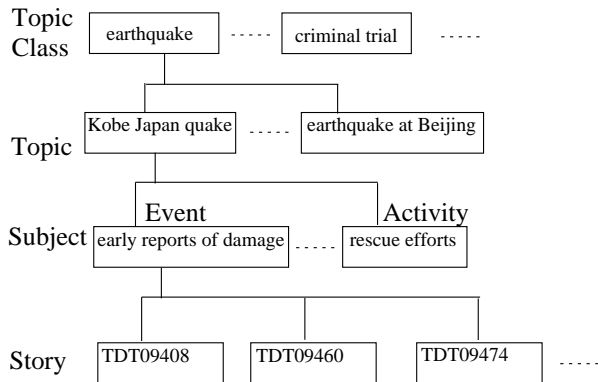 Topic
Class
earthquake ..... criminal trial .....
Topic
Kobe Japan quake ..... earthquake at Beijing
Event Activity
Subject
early reports of damage ..... rescue efforts
Story
TDT09408 TDT09460 TDT09474 .....